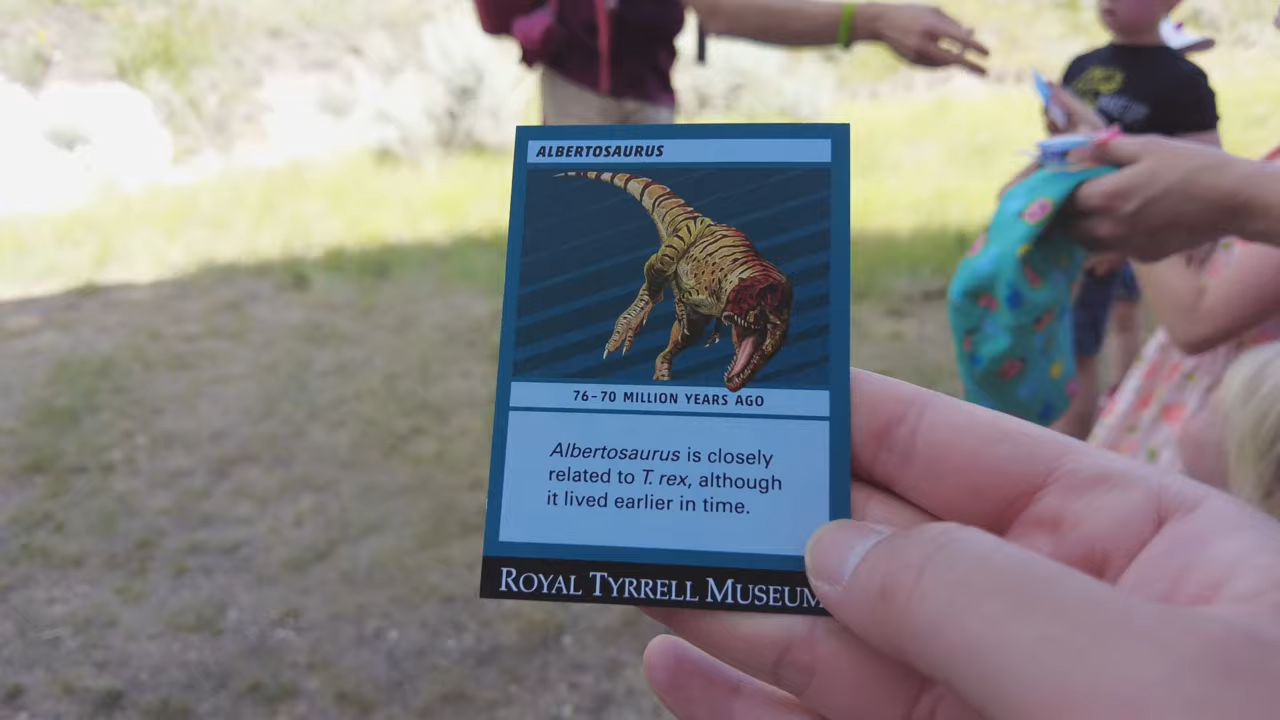 ALBERTOSAURUS
76-70 MILLION YEARS AGO
Albertosaurus is closely
related to T. rex, although
it lived earlier in time.
ROYAL TYRRELL MUSEUM